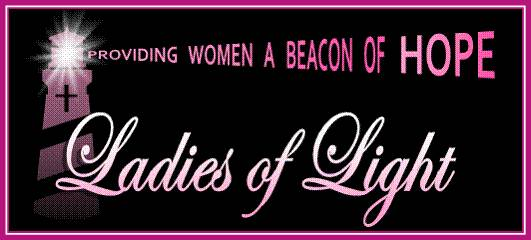 PROVIDING WOMEN A BEACON OF HOPE
Ladies of Light